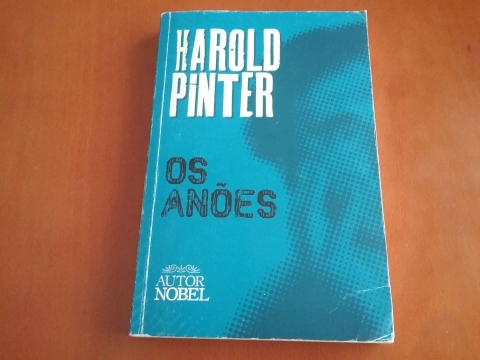 HAROLD
PINTER
OS
ANÕES
AUTOR
NOBEL